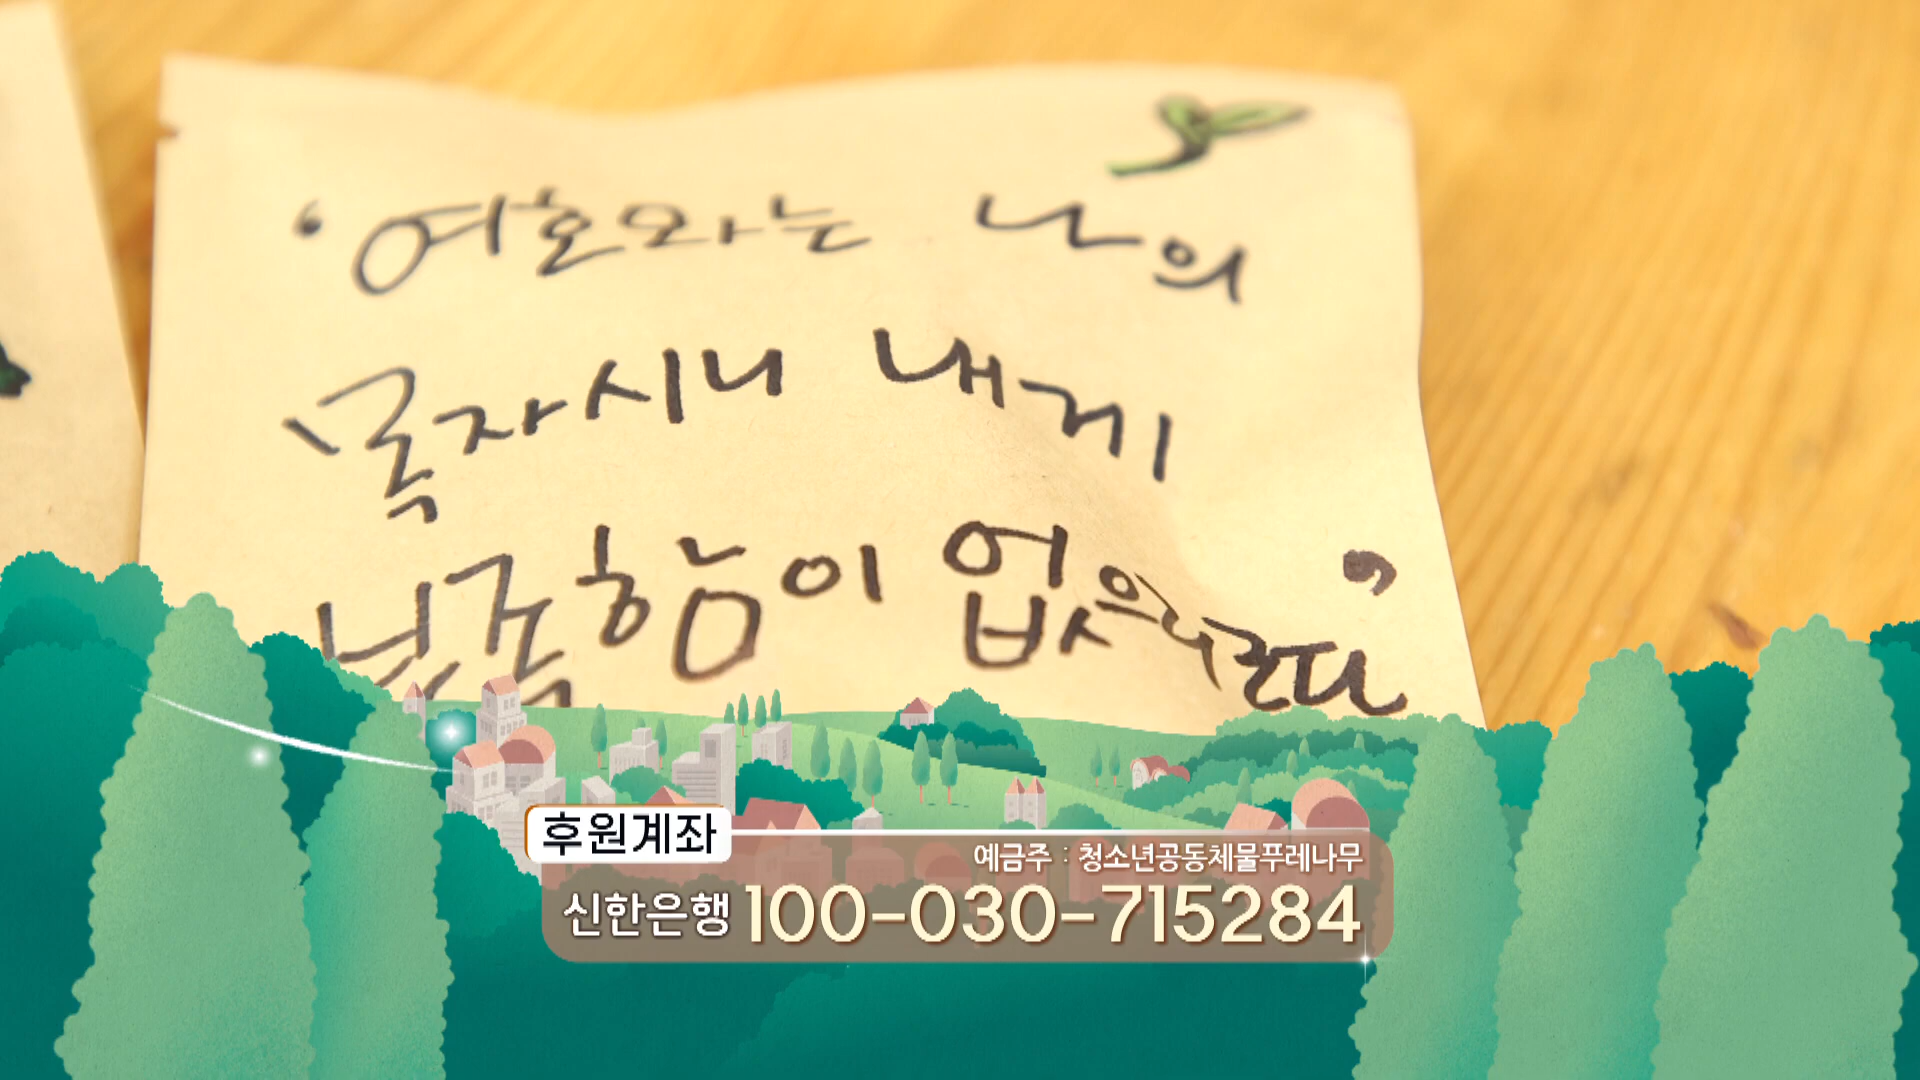 ‘여호와는 나의
목자시니 내게
부족함이 없으리로다’
후원계좌
예금주 : 청소년공동체물푸레나무
신한은행 100-030-715284